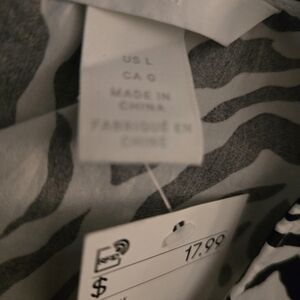 US L
CA G
MADE IN
CHINA
FABRIQUÉ EN
CHINE
17.99
$